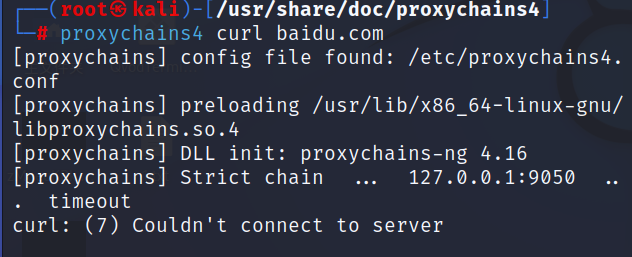 ┌──(root㉿kali)-[/usr/share/doc/proxychains4]
└─# proxychains4 curl baidu.com
[proxychains] config file found: /etc/proxychains4.
conf
[proxychains] preloading /usr/lib/x86_64-linux-gnu/
libproxychains.so.4
[proxychains] DLL init: proxychains-ng 4.16
[proxychains] Strict chain  ...  127.0.0.1:9050  ..
.  timeout
curl: (7) Couldn't connect to server